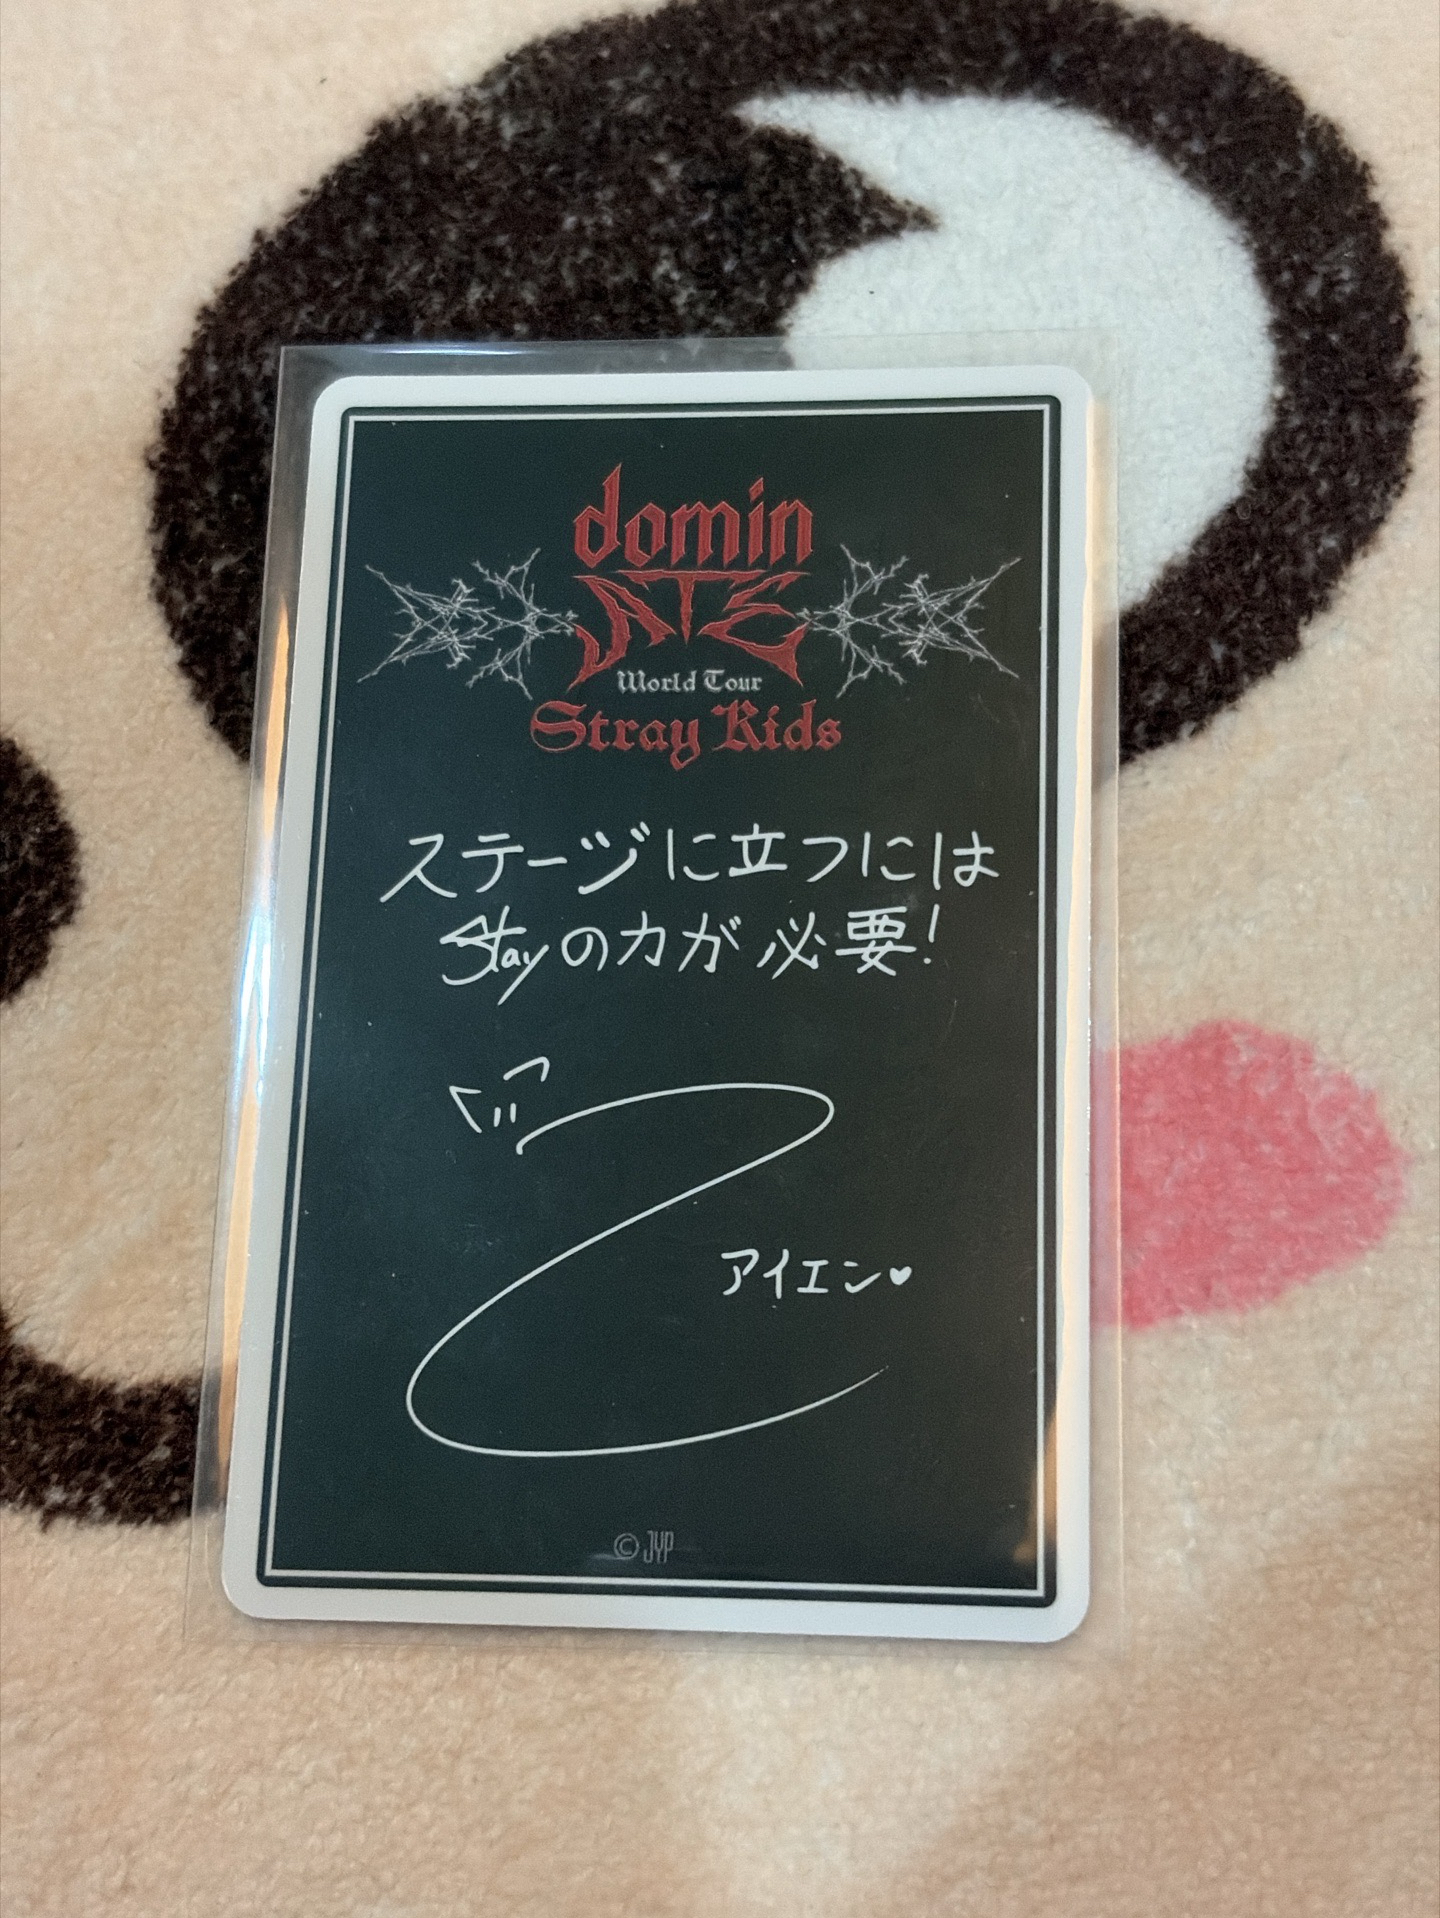 domin
ATE
World Tour
Stray Kids
ステージに立つには
Stayの力が必要!
アイエン♥
© JYP